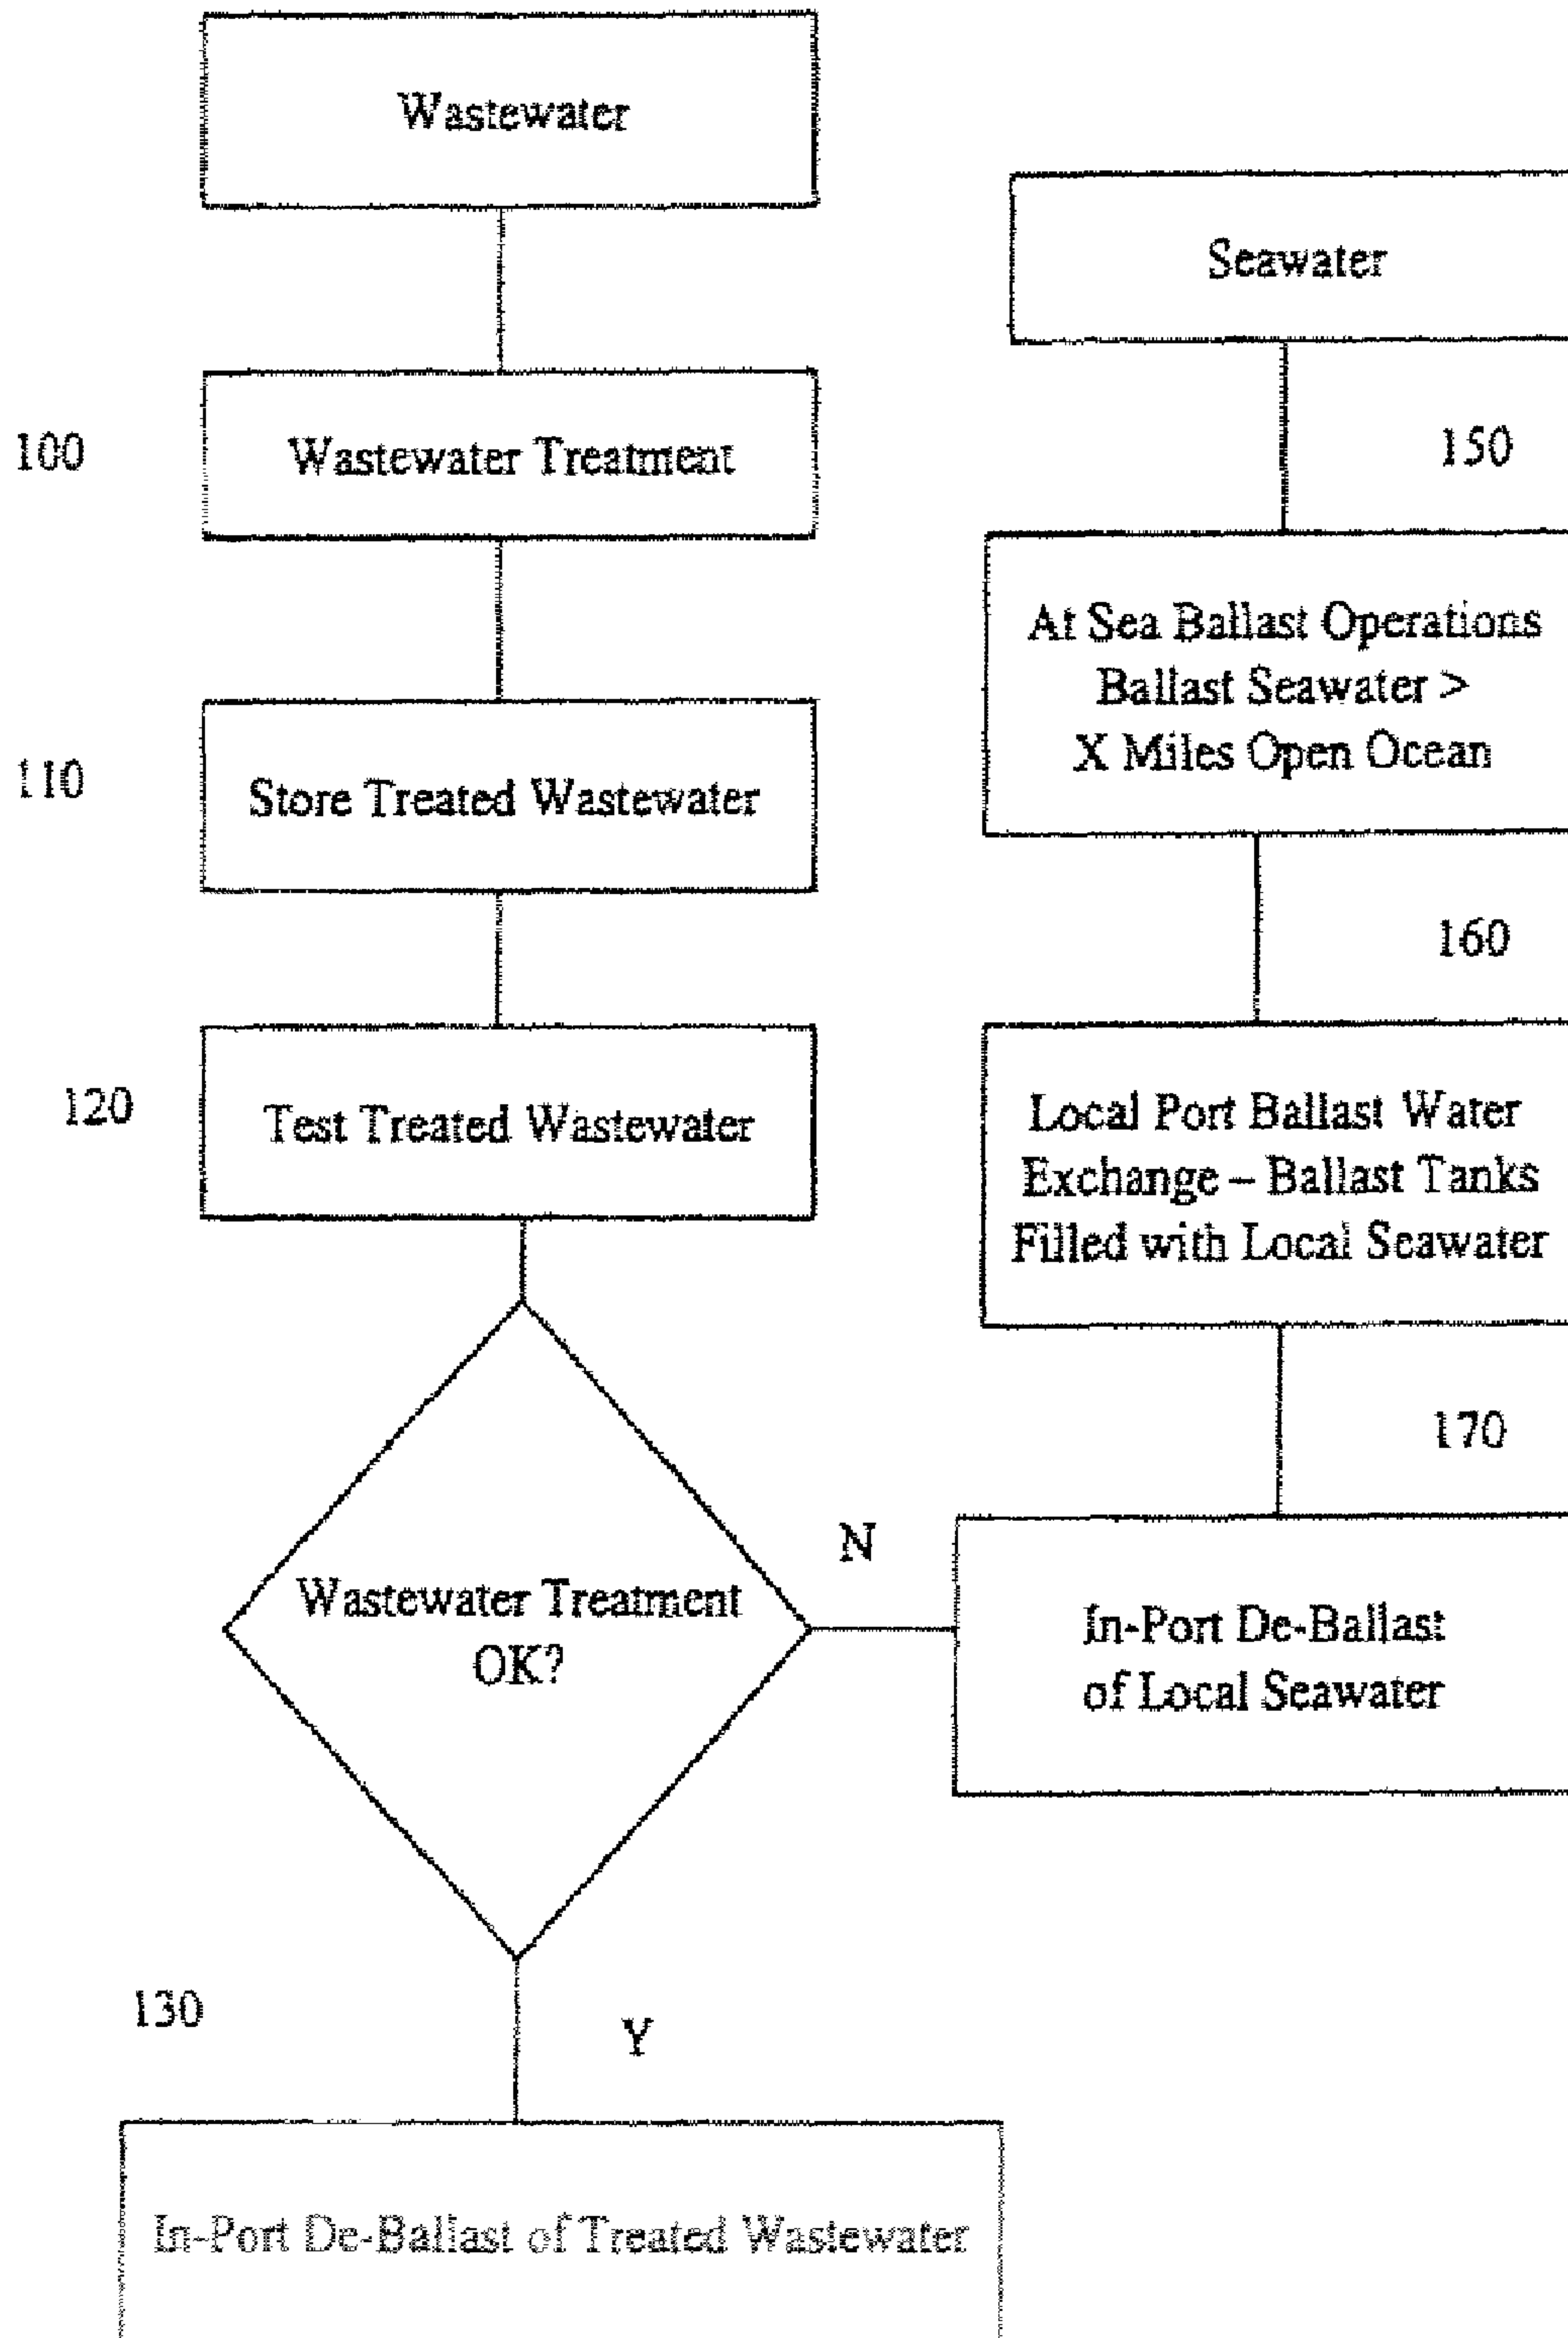 Wastewater
100
Wastewater Treatment
110
Store Treated Wastewater
120
Test Treated Wastewater
Wastewater Treatment
OK?
N
130
Y
In-Port De-Ballast of Treated Wastewater
Seawater
150
At Sea Ballast Operations
Ballast Seawater >
X Miles Open Ocean
160
Local Port Ballast Water
Exchange – Ballast Tanks
Filled with Local Seawater
170
In-Port De-Ballast
of Local Seawater